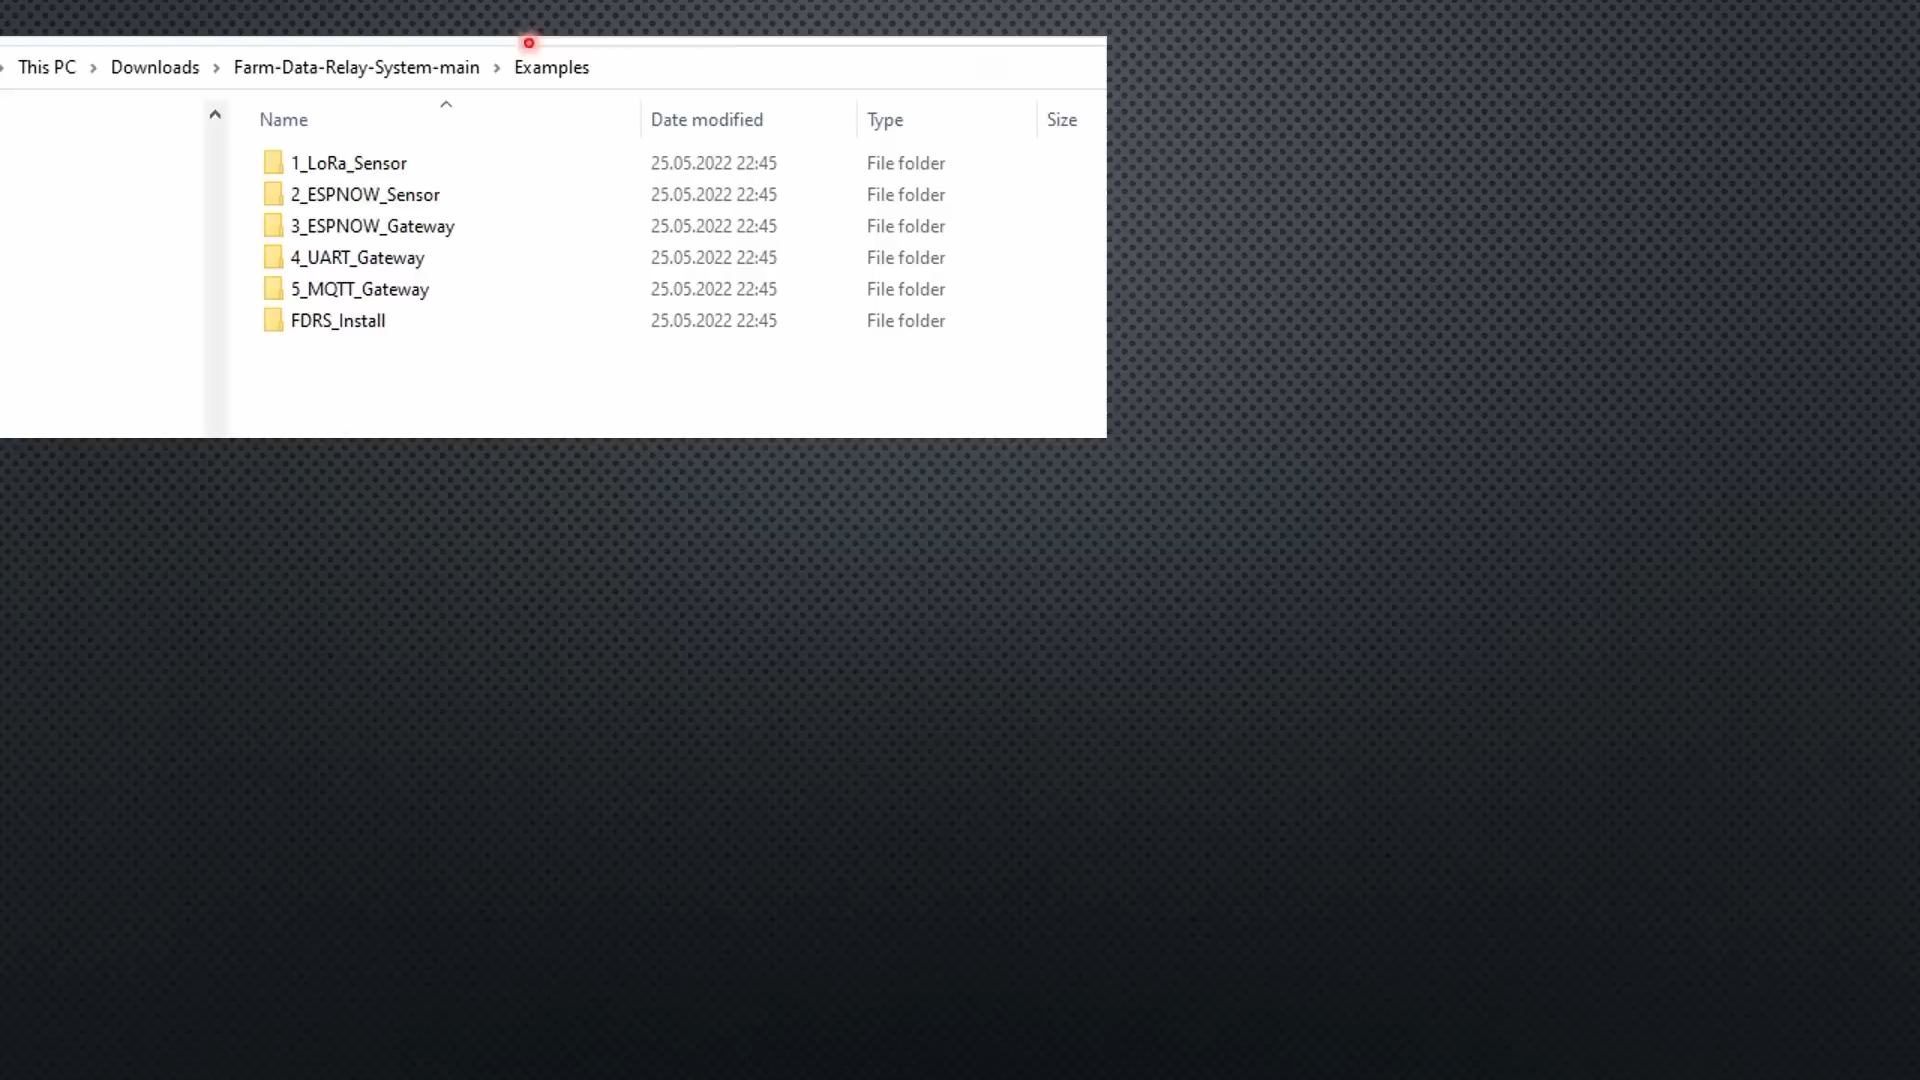 This PC > Downloads > Farm-Data-Relay-System-main > Examples
Name Date modified Type Size
1_LoRa_Sensor 25.05.2022 22:45 File folder
2_ESPNOW_Sensor 25.05.2022 22:45 File folder
3_ESPNOW_Gateway 25.05.2022 22:45 File folder
4_UART_Gateway 25.05.2022 22:45 File folder
5_MQTT_Gateway 25.05.2022 22:45 File folder
FDRS_Install 25.05.2022 22:45 File folder